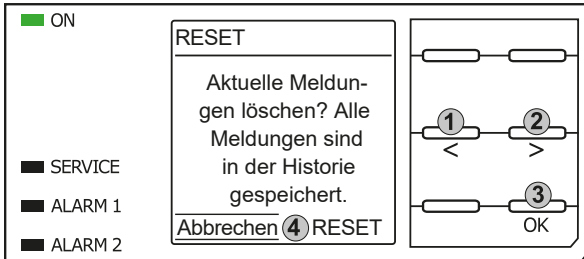 ON
SERVICE
ALARM 1
ALARM 2
RESET
Aktuelle Meldun-
gen löschen? Alle
Meldungen sind
in der Historie
gespeichert.
Abbrechen 4 RESET
1 2
< >
3
OK